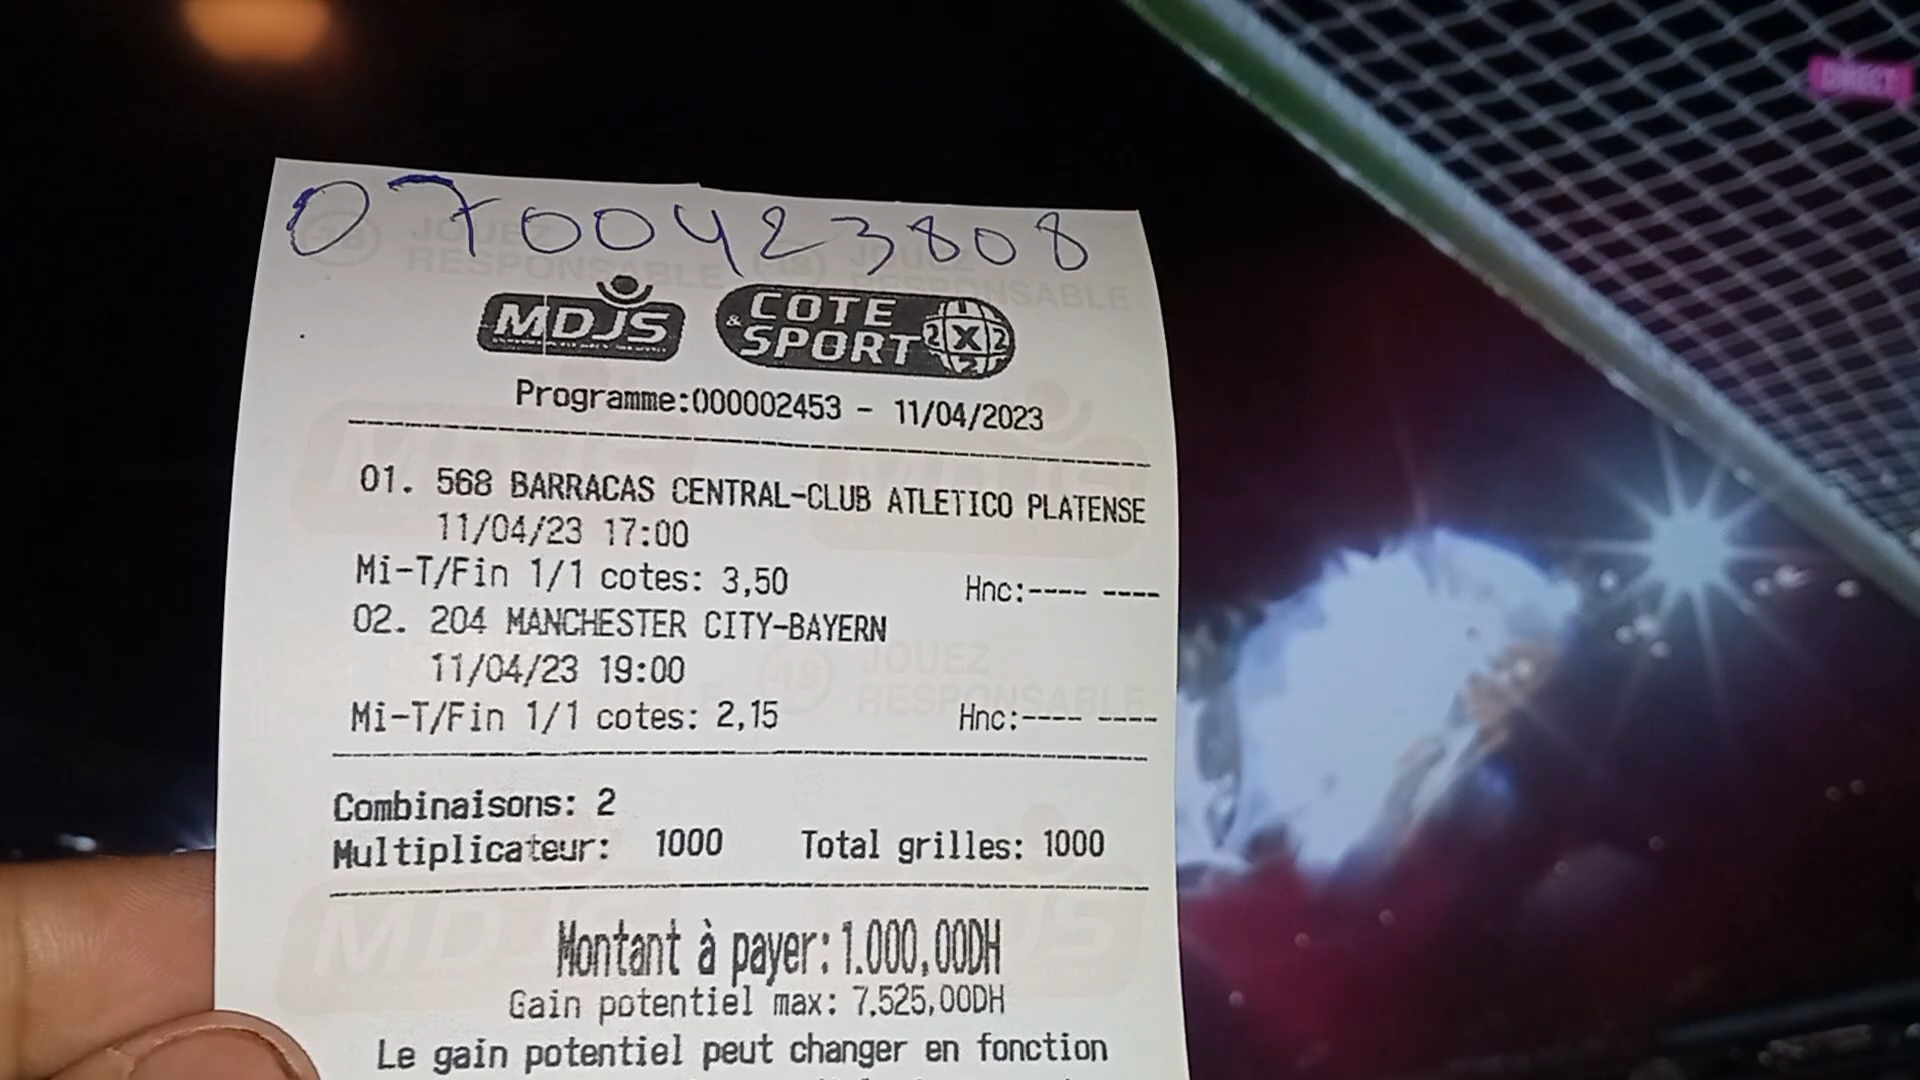 DIRECT
0700423808
MDJS COTE & SPORT
Programme:000002453 - 11/04/2023
01. 568 BARRACAS CENTRAL-CLUB ATLETICO PLATENSE
11/04/23 17:00
Mi-T/Fin 1/1 cotes: 3,50 Hnc:---- ----
02. 204 MANCHESTER CITY-BAYERN
11/04/23 19:00
Mi-T/Fin 1/1 cotes: 2,15 Hnc:---- ----
Combinaisons: 2
Multiplicateur: 1000 Total grilles: 1000
Montant à payer:1.000,00DH
Gain potentiel max: 7.525,00DH
Le gain potentiel peut changer en fonction
JOUEZ
RESPONSABLE